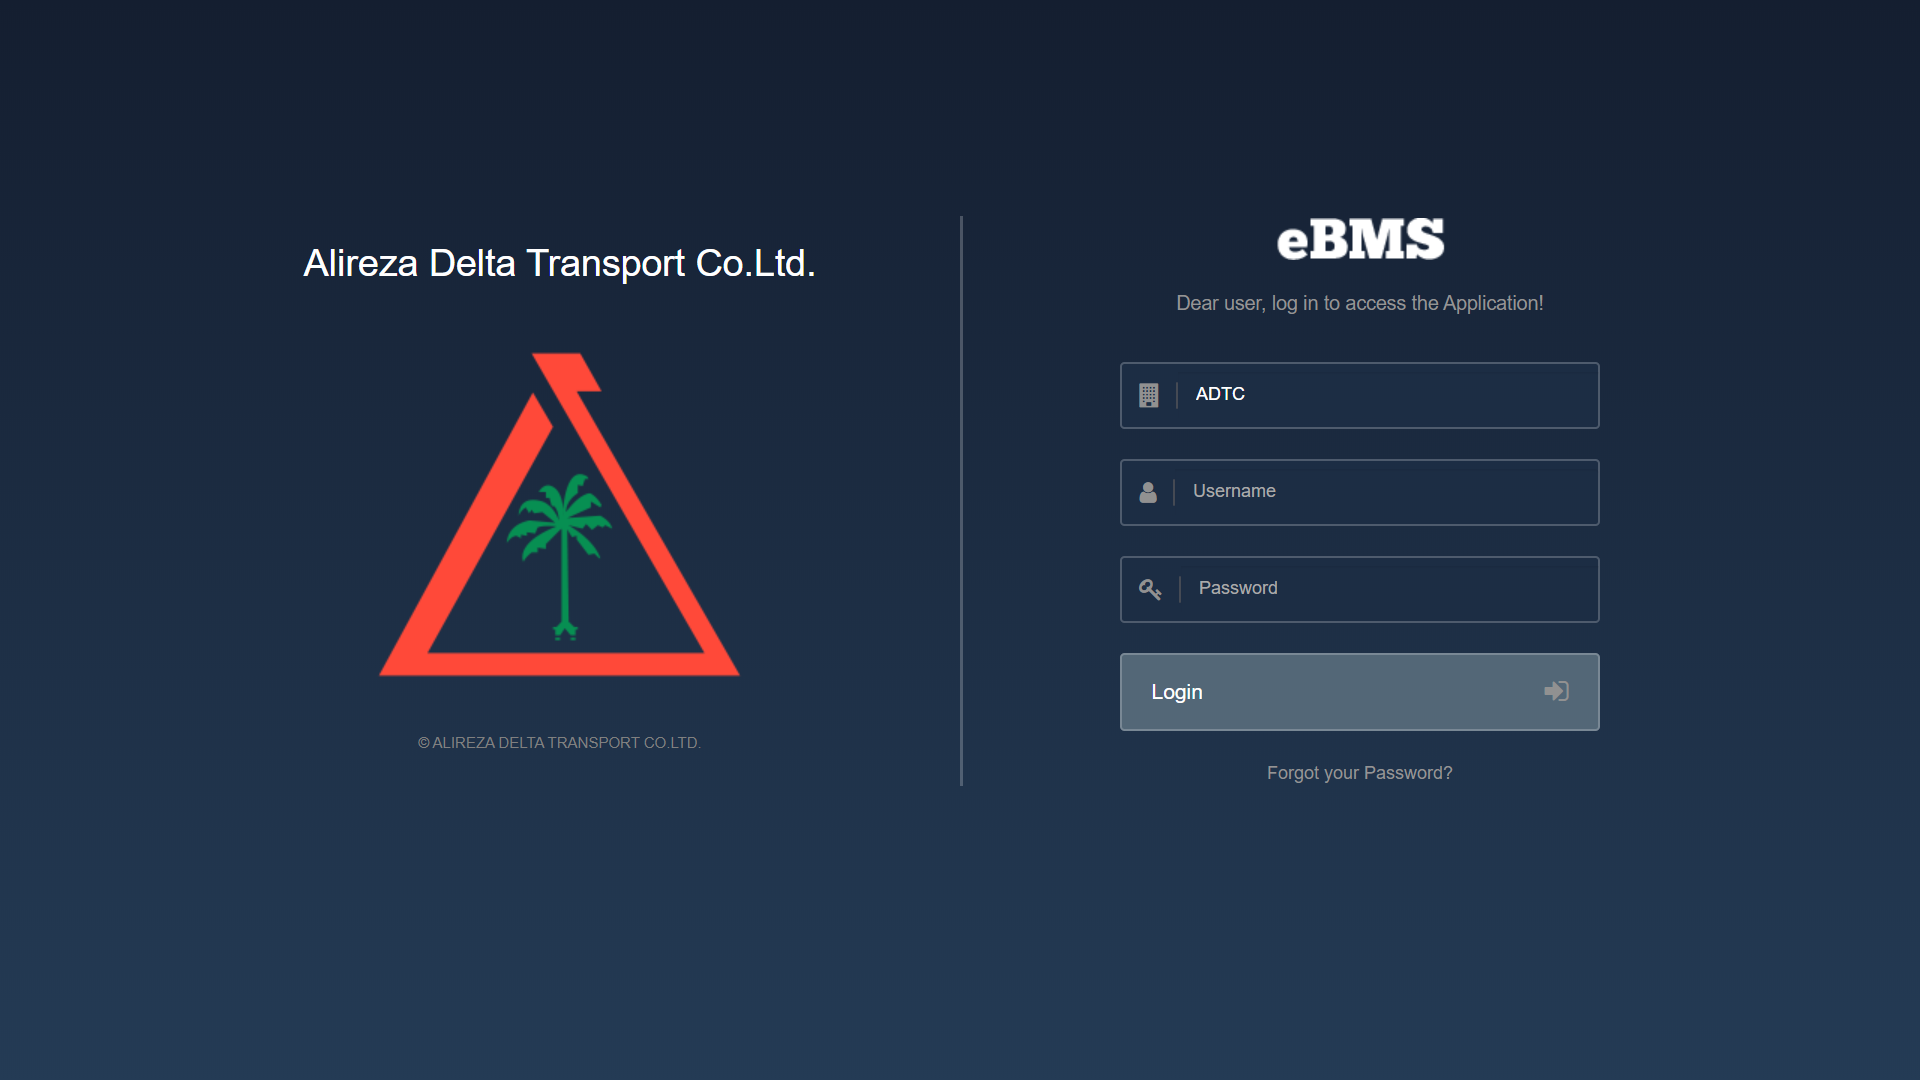 Alireza Delta Transport Co.Ltd.
© ALIREZA DELTA TRANSPORT CO.LTD.
eBMS
Dear user, log in to access the Application!
ADTC
Username
Password
Login
Forgot your Password?